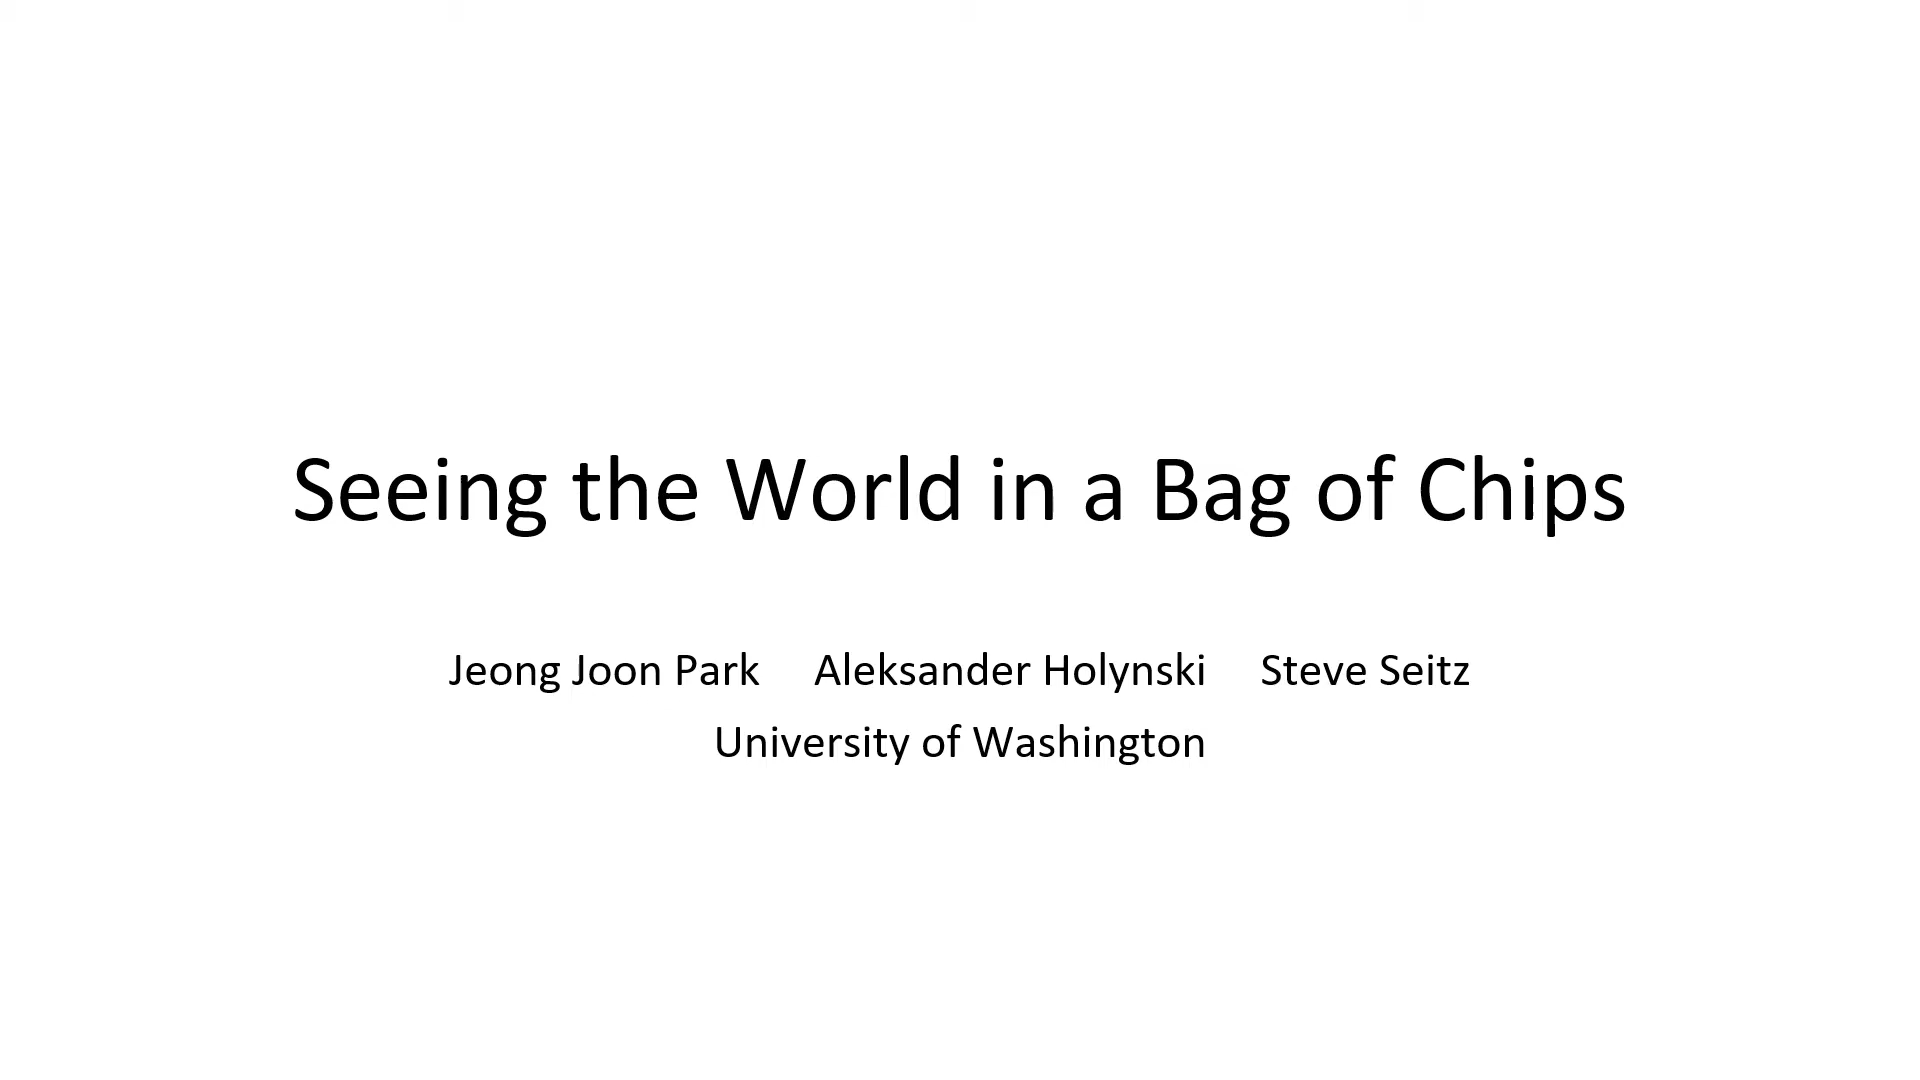 Seeing the World in a Bag of Chips
Jeong Joon Park Aleksander Holynski Steve Seitz
University of Washington